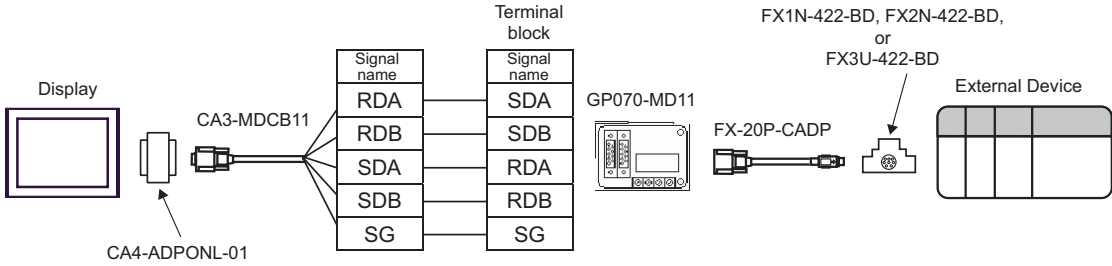 Display
CA4-ADPONL-01
CA3-MDCB11
Signal
name
RDA
RDB
SDA
SDB
SG
Terminal
block
Signal
name
SDA
SDB
RDA
RDB
SG
GP070-MD11
FX-20P-CADP
FX1N-422-BD, FX2N-422-BD,
or
FX3U-422-BD
External Device